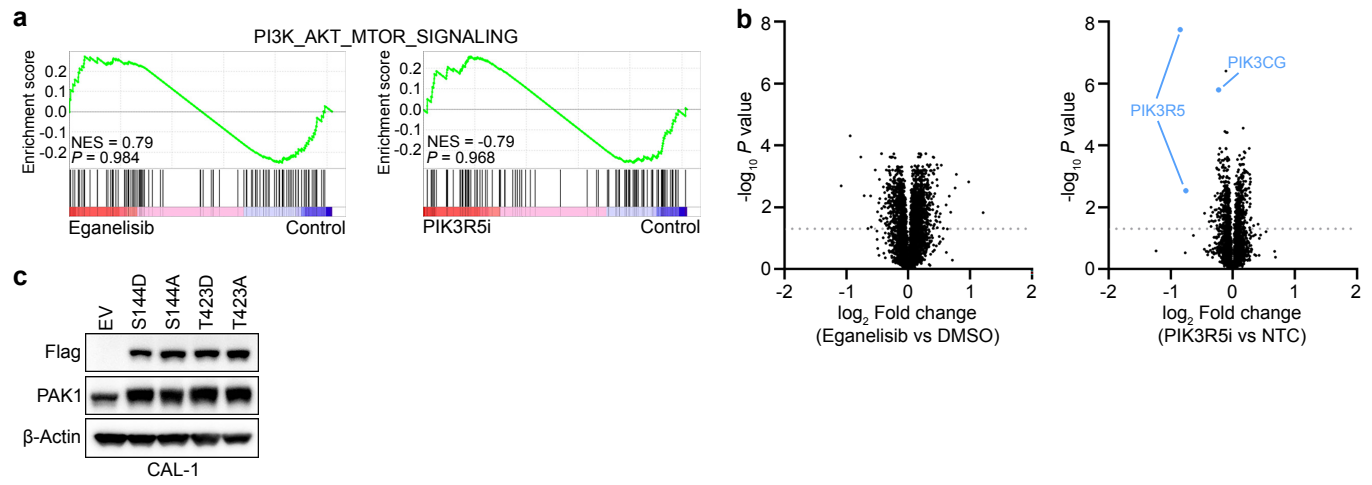 a
PI3K_AKT_MTOR_SIGNALING
Enrichment score
0.2
0.1
0.0
-0.1
-0.2
NES = 0.79
P = 0.984
Eganelisib Control
Enrichment score
0.2
0.1
0.0
-0.1
-0.2
NES = -0.79
P = 0.968
PIK3R5i Control
b
-log10 P value
8
6
4
2
0
-2 -1 0 1 2
log2 Fold change
(Eganelisib vs DMSO)
-log10 P value
8
6
4
2
0
PIK3CG
PIK3R5
-2 -1 0 1 2
log2 Fold change
(PIK3R5i vs NTC)
c
EV
S144D
S144A
T423D
T423A
Flag
PAK1
β-Actin
CAL-1